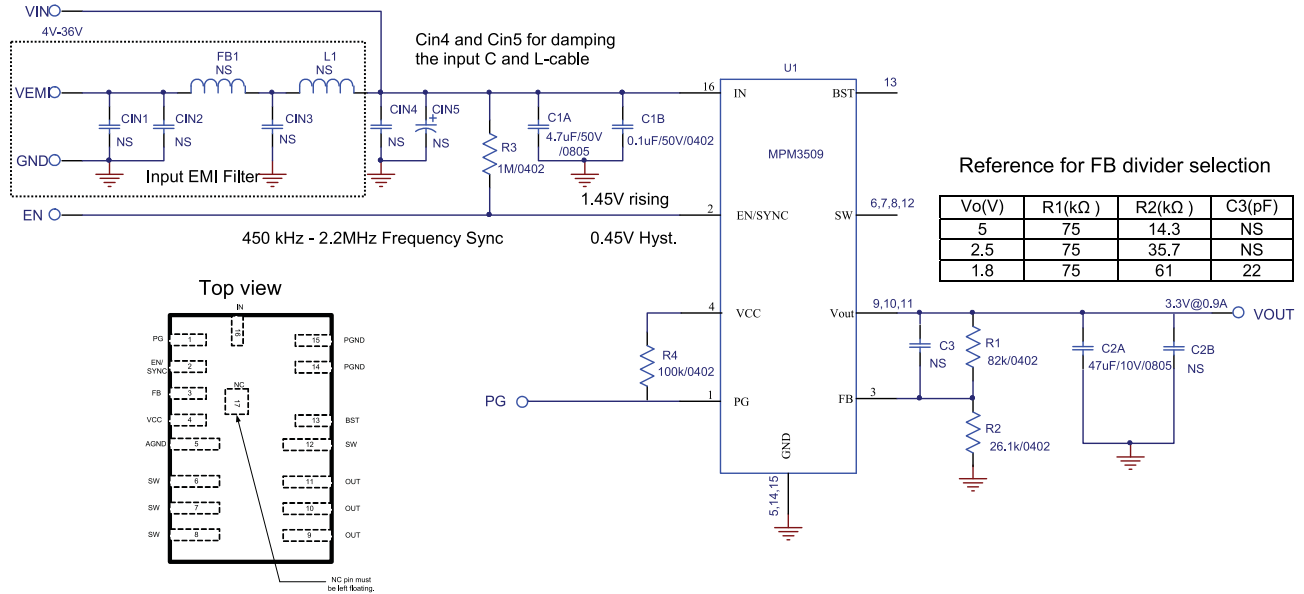 VIN
4V-36V
VEMI
GND
FB1
NS
L1
NS
CIN1
NS
CIN2
NS
CIN3
NS
Input EMI Filter
Cin4 and Cin5 for damping
the input C and L-cable
CIN4
NS
+
CIN5
NS
R3
1M/0402
C1A
4.7uF/50V
/0805
C1B
0.1uF/50V/0402
EN
450 kHz - 2.2MHz Frequency Sync
1.45V rising
0.45V Hyst.
U1
MPM3509
16
IN
BST
13
2
EN/SYNC
SW
6,7,8,12
4
VCC
Vout
9,10,11
1
PG
FB
3
GND
5,14,15
R4
100k/0402
PG
C3
NS
R1
82k/0402
R2
26.1k/0402
C2A
47uF/10V/0805
C2B
NS
3.3V@0.9A
VOUT
Reference for FB divider selection
Vo(V) R1(kΩ ) R2(kΩ ) C3(pF)
5 75 14.3 NS
2.5 75 35.7 NS
1.8 75 61 22
Top view
IN
16
PG 1 15 PGND
EN/
SYNC 2 14 PGND
NC
17
FB 3
VCC 4 13 BST
AGND 5 12 SW
SW 6 11 OUT
SW 7 10 OUT
SW 8 9 OUT
NC pin must
be left floating.